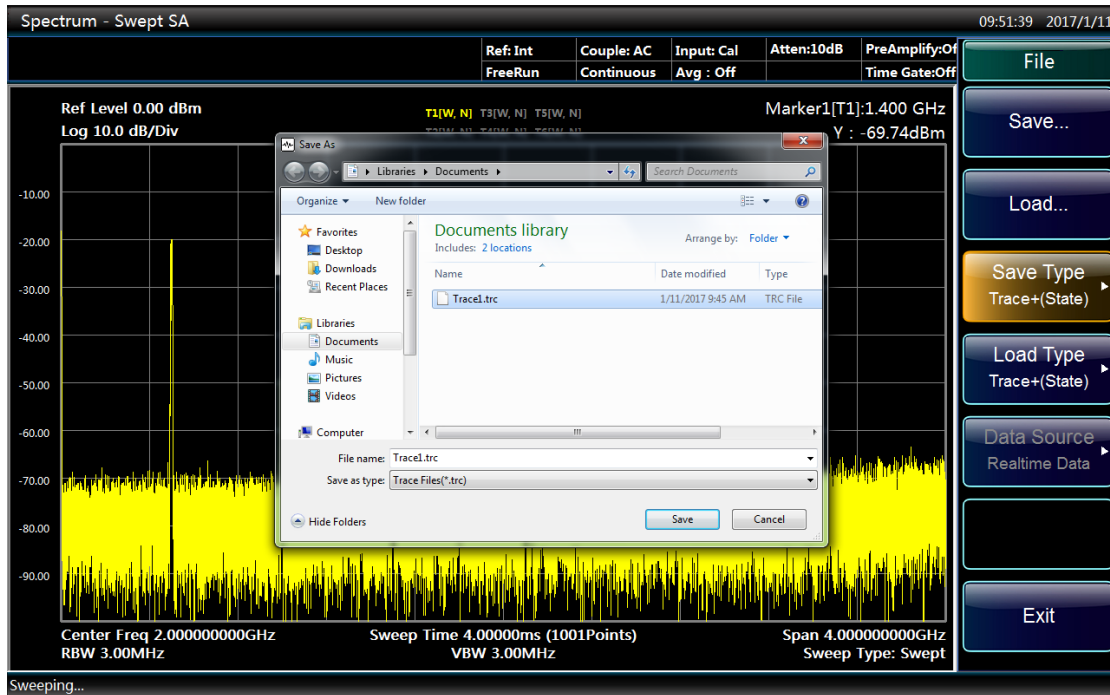 Spectrum - Swept SA
09:51:39 2017/1/11
Ref: Int Couple: AC Input: Cal Atten:10dB PreAmplify:Of
FreeRun Continuous Avg : Off Time Gate:Off
File
Ref Level 0.00 dBm
Log 10.0 dB/Div
T1[W, N] T3[W, N] T5[W, N]
T2[W, N] T4[W, N] T6[W, N]
Marker1[T1]:1.400 GHz
Y : -69.74dBm
-10.00
-20.00
-30.00
-40.00
-50.00
-60.00
-70.00
-80.00
-90.00
Save As
Libraries Documents
Search Documents
Organize New folder
Favorites
Desktop
Downloads
Recent Places
Libraries
Documents
Music
Pictures
Videos
Computer
Documents library
Includes: 2 locations
Arrange by: Folder
Name Date modified Type
Trace1.trc 1/11/2017 9:45 AM TRC File
File name: Trace1.trc
Save as type: Trace Files(*.trc)
Hide Folders
Save Cancel
Center Freq 2.000000000GHz Sweep Time 4.00000ms (1001Points) Span 4.000000000GHz
RBW 3.00MHz VBW 3.00MHz Sweep Type: Swept
Sweeping...
Save...
Load...
Save Type
Trace+(State)
Load Type
Trace+(State)
Data Source
Realtime Data
Exit